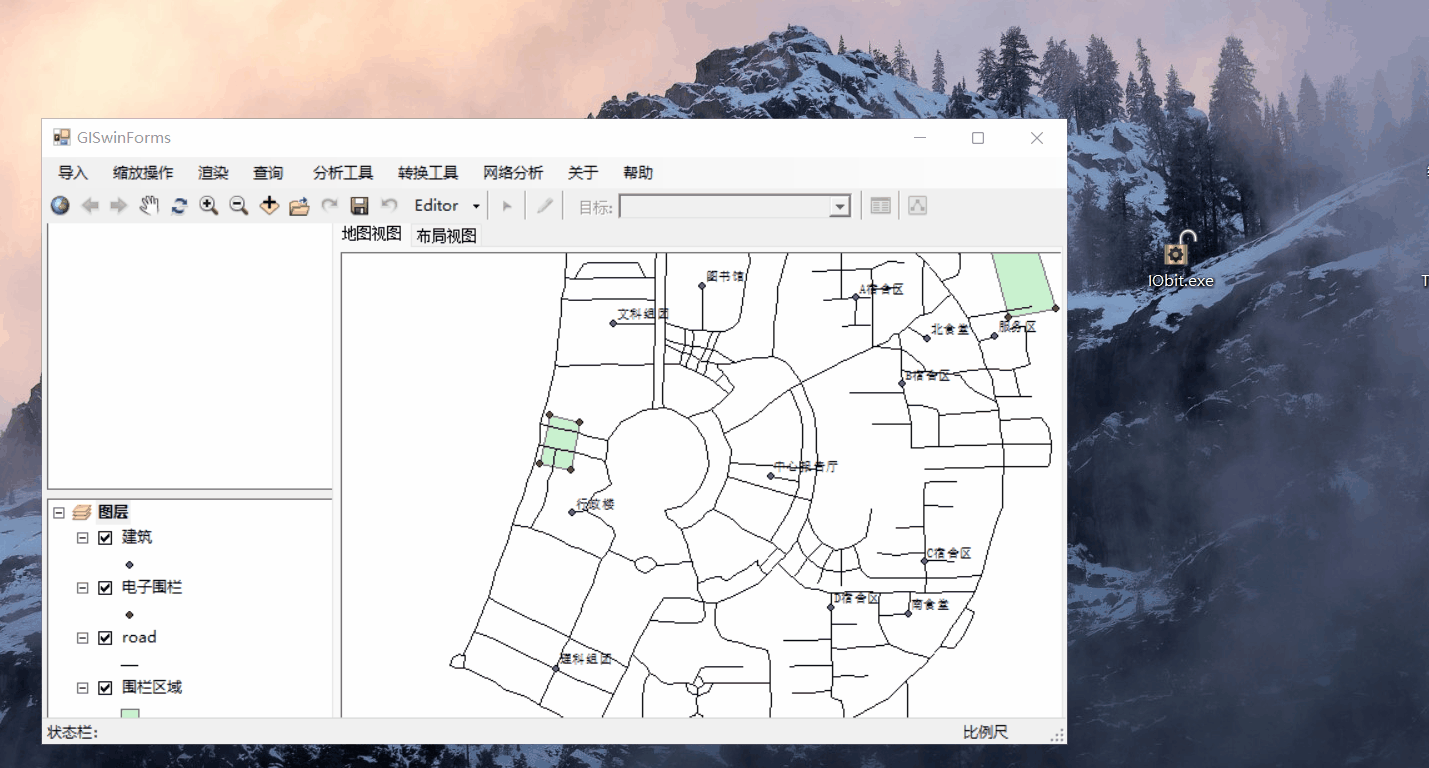 GISwinForms
导入 缩放操作 渲染 查询 分析工具 转换工具 网络分析 关于 帮助
Editor 目标:
地图视图 布局视图
图书馆
A宿舍区
文科组团
北食堂
服务区
B宿舍区
中心报告厅
行政楼
C宿舍区
D宿舍区
南食堂
理科组团
图层
建筑
电子围栏
road
围栏区域
状态栏:
比例尺
IObit.exe